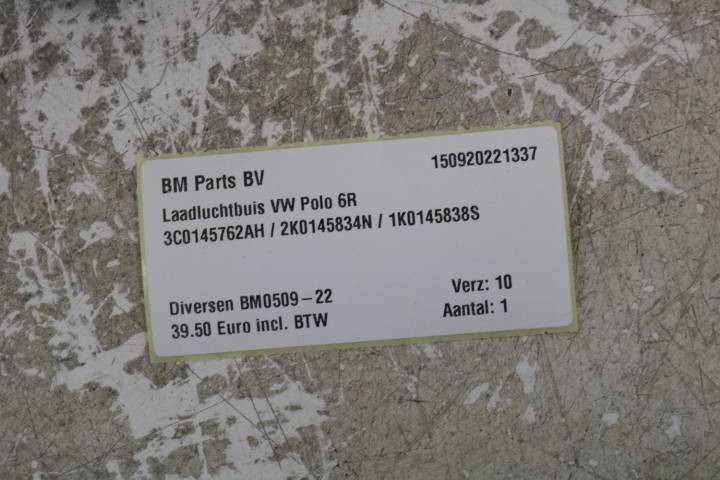 BM Parts BV 150920221337
Laadluchtbuis VW Polo 6R
3C0145762AH / 2K0145834N / 1K0145838S
Diversen BM0509-22 Verz: 10
39.50 Euro incl. BTW Aantal: 1